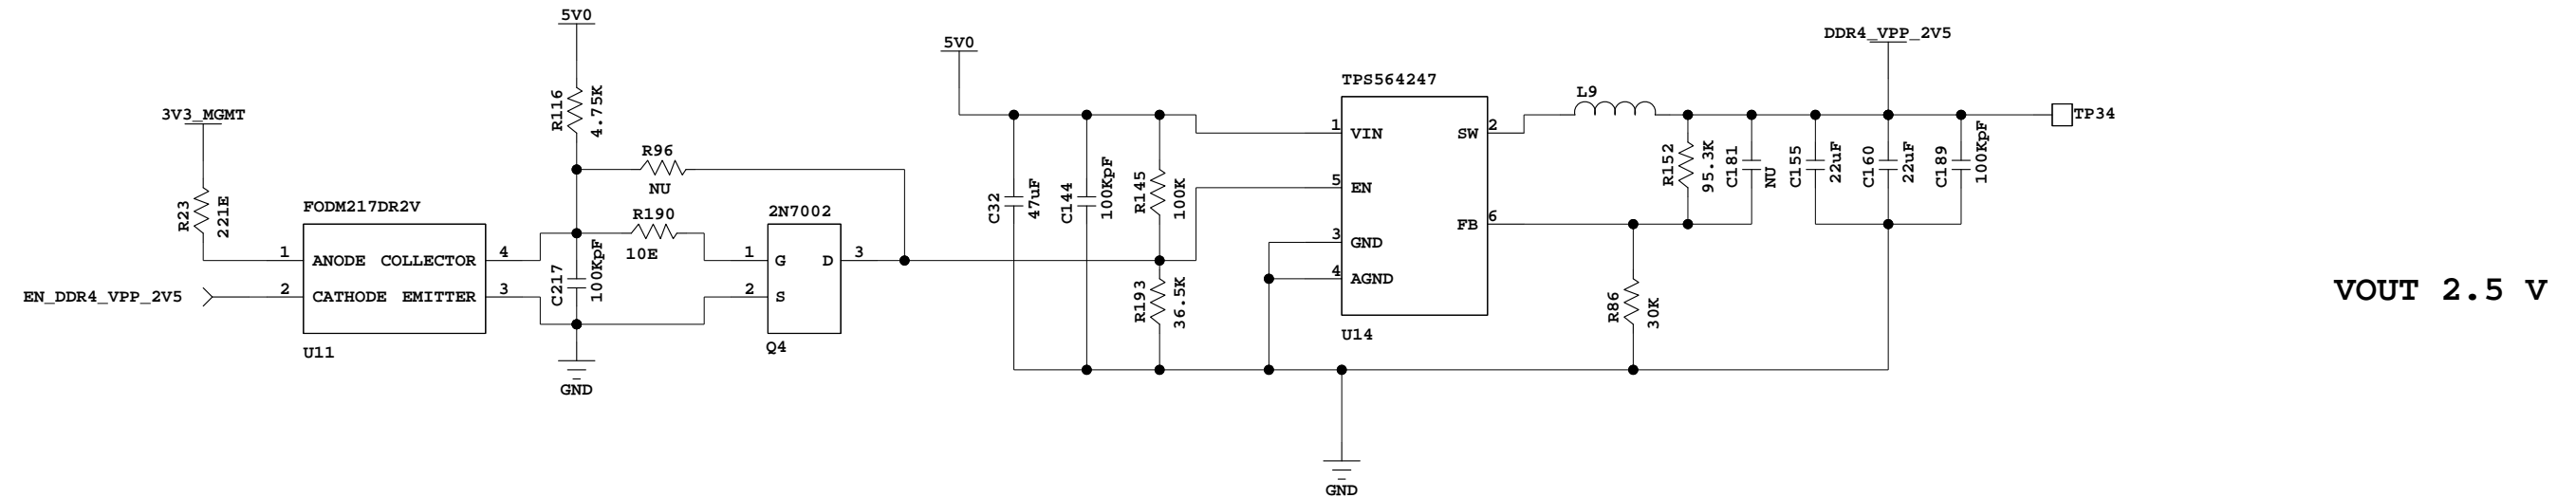 5V0
5V0
DDR4_VPP_2V5
TPS564247
L9
R116
4.75K
3V3_MGMT
TP34
1
VIN
SW
2
R96
NU
C32
47uF
C144
100KpF
R145
100K
5
EN
R152
95.3K
C181
NU
C155
22uF
C160
22uF
C189
100KpF
R23
221E
FODM217DR2V
R190
10E
2N7002
FB
6
3
GND
1
ANODE
COLLECTOR
4
C217
100KpF
1
G
D
3
4
AGND
EN_DDR4_VPP_2V5
2
CATHODE
EMITTER
3
2
S
R193
36.5K
R86
30K
VOUT 2.5 V
U11
Q4
U14
GND
GND